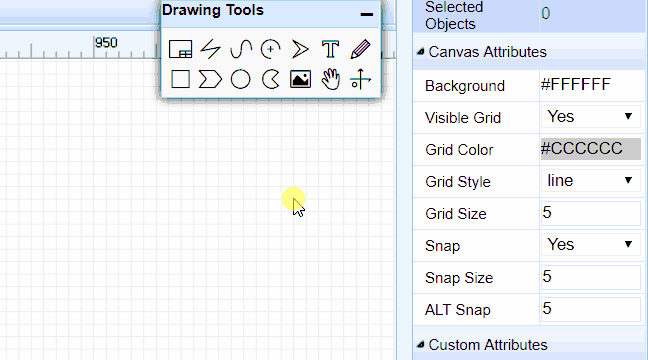 Drawing Tools
950
T
Selected
Objects
0
Canvas Attributes
Background #FFFFFF
Visible Grid Yes
Grid Color #CCCCCC
Grid Style line
Grid Size 5
Snap Yes
Snap Size 5
ALT Snap 5
Custom Attributes